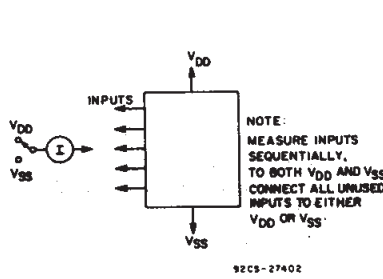 VDD
INPUTS
VDD
I
VSS
NOTE:
MEASURE INPUTS
SEQUENTIALLY,
TO BOTH VDD AND VSS
CONNECT ALL UNUSED
INPUTS TO EITHER
VDD OR VSS.
VSS
92CS-27402